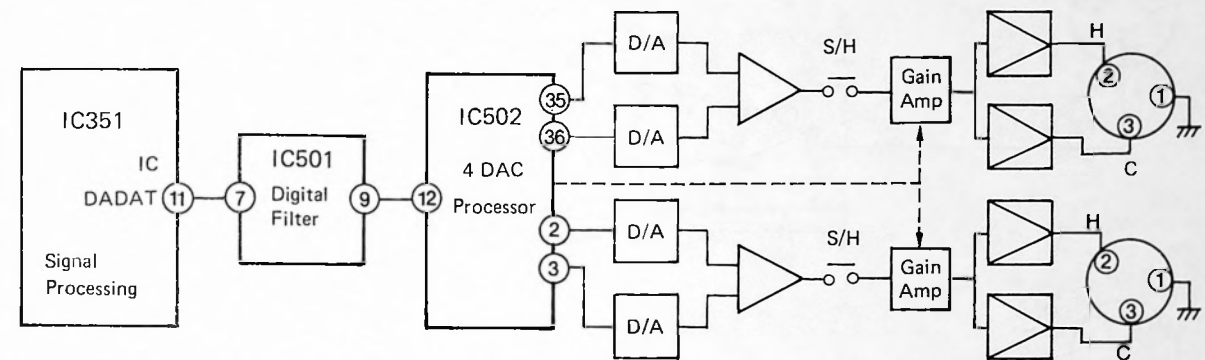 IC351
IC
DADAT
11
Signal
Processing
7
IC501
Digital
Filter
9
12
IC502
4 DAC
Processor
35
36
2
3
D/A
D/A
D/A
D/A
S/H
S/H
Gain
Amp
Gain
Amp
H
2
1
3
C
H
2
1
3
C